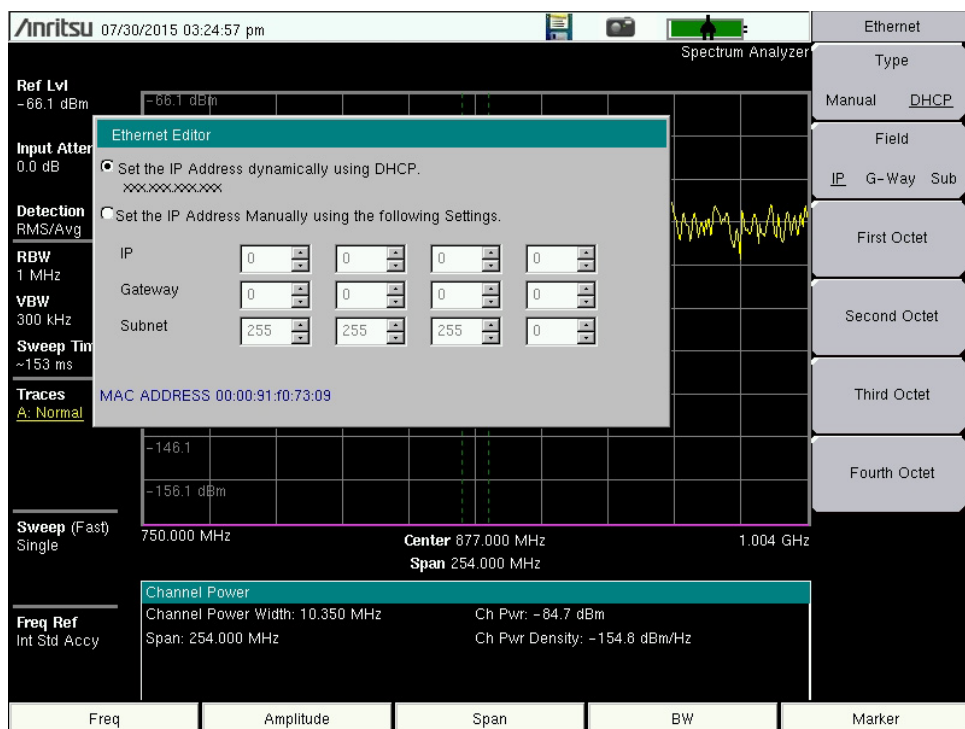 Anritsu 07/30/2015 03:24:57 pm
Spectrum Analyzer
Ref Lvl
-66.1 dBm
-66.1 dBm
Input Atten
0.0 dB
Detection
RMS/Avg
RBW
1 MHz
VBW
300 kHz
Sweep Tim
~153 ms
Traces
A: Normal
Sweep (Fast)
Single
Freq Ref
Int Std Accy
Ethernet Editor
Set the IP Address dynamically using DHCP.
xxx.xxx.xxx.xxx
Set the IP Address Manually using the following Settings.
IP 0 0 0 0
Gateway 0 0 0 0
Subnet 255 255 255 0
MAC ADDRESS 00:00:91:f0:73:09
-146.1
-156.1 dBm
750.000 MHz Center 877.000 MHz 1.004 GHz
Span 254.000 MHz
Channel Power
Channel Power Width: 10.350 MHz Ch Pwr: -84.7 dBm
Span: 254.000 MHz Ch Pwr Density: -154.8 dBm/Hz
Ethernet
Type
Manual DHCP
Field
IP G-Way Sub
First Octet
Second Octet
Third Octet
Fourth Octet
Freq Amplitude Span BW Marker